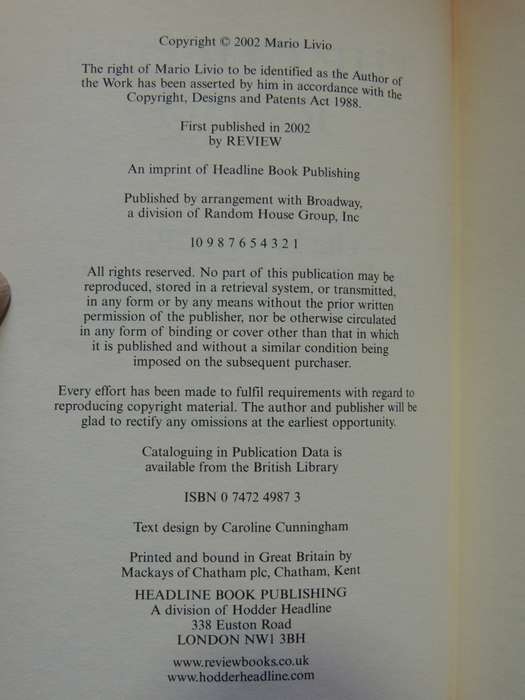 Copyright © 2002 Mario Livio
The right of Mario Livio to be identified as the Author of
the Work has been asserted by him in accordance with the
Copyright, Designs and Patents Act 1988.
First published in 2002
by REVIEW
An imprint of Headline Book Publishing
Published by arrangement with Broadway,
a division of Random House Group, Inc
10 9 8 7 6 5 4 3 2 1
All rights reserved. No part of this publication may be
reproduced, stored in a retrieval system, or transmitted,
in any form or by any means without the prior written
permission of the publisher, nor be otherwise circulated
in any form of binding or cover other than that in which
it is published and without a similar condition being
imposed on the subsequent purchaser.
Every effort has been made to fulfil requirements with regard to
reproducing copyright material. The author and publisher will be
glad to rectify any omissions at the earliest opportunity.
Cataloguing in Publication Data is
available from the British Library
ISBN 0 7472 4987 3
Text design by Caroline Cunningham
Printed and bound in Great Britain by
Mackays of Chatham plc, Chatham, Kent
HEADLINE BOOK PUBLISHING
A division of Hodder Headline
338 Euston Road
LONDON NW1 3BH
www.reviewbooks.co.uk
www.hodderheadline.com